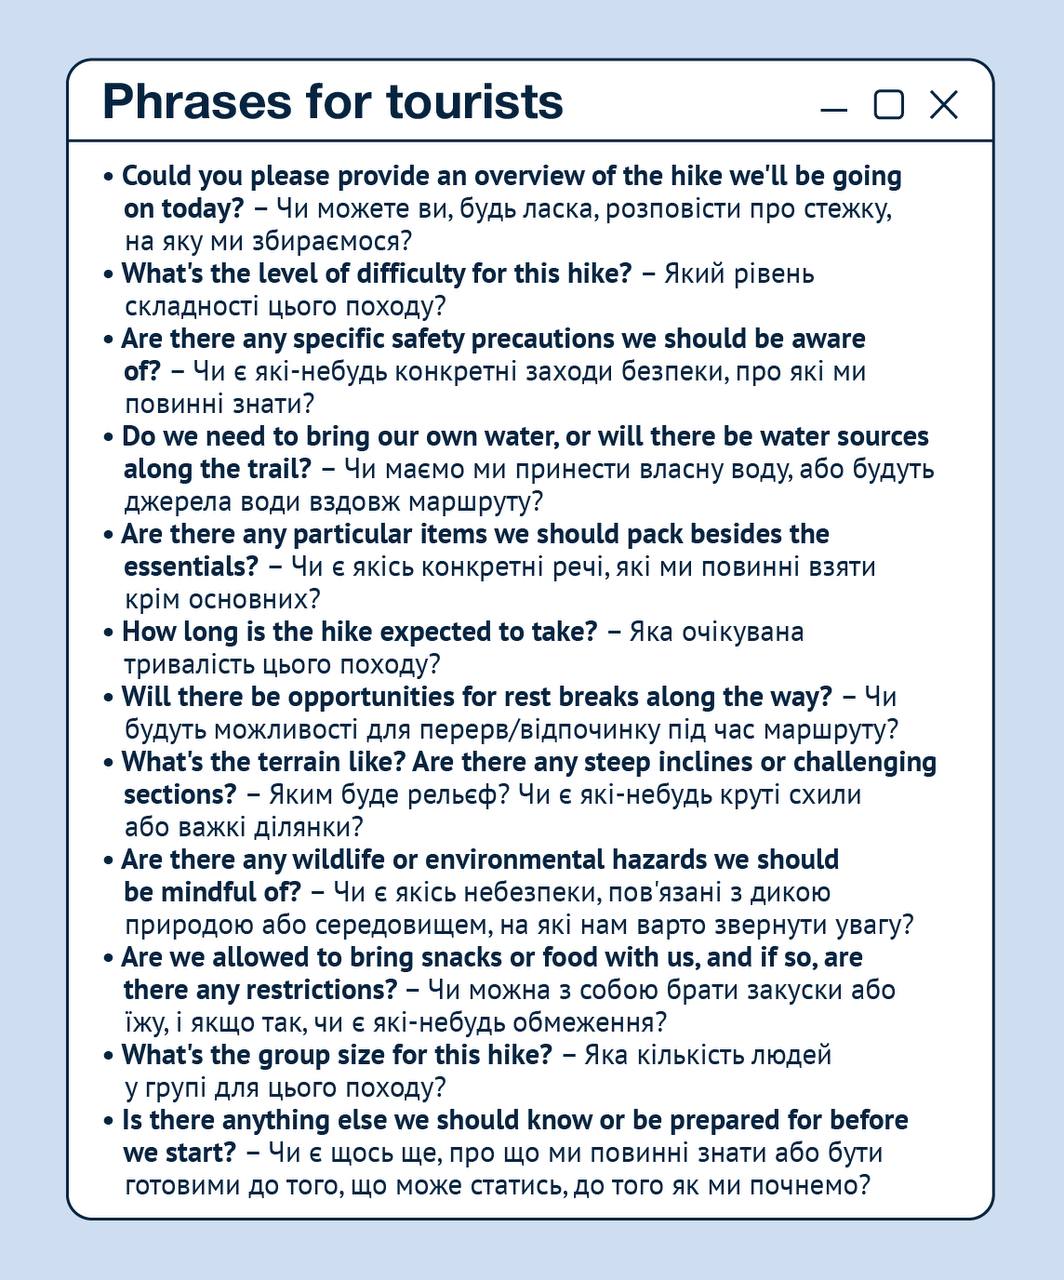 Phrases for tourists
• Could you please provide an overview of the hike we'll be going
on today? – Чи можете ви, будь ласка, розповісти про стежку,
на яку ми збираємося?
• What's the level of difficulty for this hike? – Який рівень
складності цього походу?
• Are there any specific safety precautions we should be aware
of? – Чи є які-небудь конкретні заходи безпеки, про які ми
повинні знати?
• Do we need to bring our own water, or will there be water sources
along the trail? – Чи маємо ми принести власну воду, або будуть
джерела води вздовж маршруту?
• Are there any particular items we should pack besides the
essentials? – Чи є якісь конкретні речі, які ми повинні взяти
крім основних?
• How long is the hike expected to take? – Яка очікувана
тривалість цього походу?
• Will there be opportunities for rest breaks along the way? – Чи
будуть можливості для перерв/відпочинку під час маршруту?
• What's the terrain like? Are there any steep inclines or challenging
sections? – Яким буде рельєф? Чи є які-небудь круті схили
або важкі ділянки?
• Are there any wildlife or environmental hazards we should
be mindful of? – Чи є якісь небезпеки, пов'язані з дикою
природою або середовищем, на які нам варто звернути увагу?
• Are we allowed to bring snacks or food with us, and if so, are
there any restrictions? – Чи можна з собою брати закуски або
їжу, і якщо так, чи є які-небудь обмеження?
• What's the group size for this hike? – Яка кількість людей
у групі для цього походу?
• Is there anything else we should know or be prepared for before
we start? – Чи є щось ще, про що ми повинні знати або бути
готовими до того, що може статись, до того як ми почнемо?